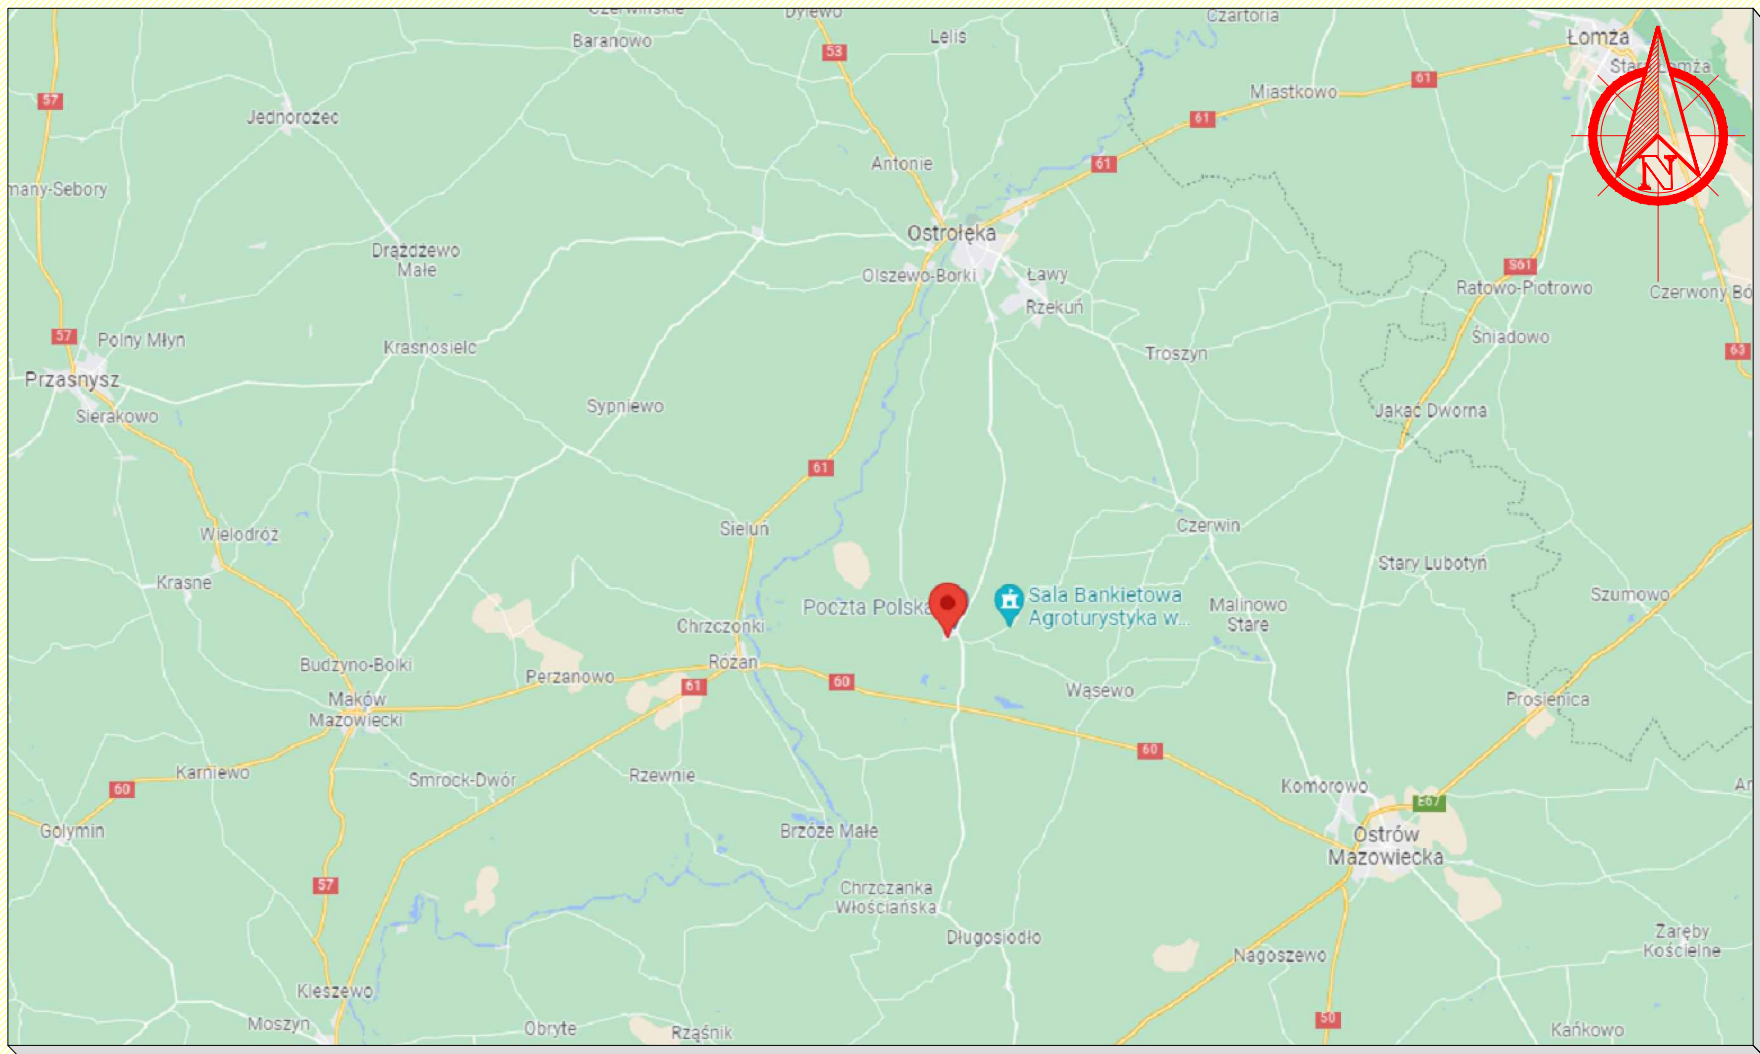 Dylewo
Czartoria
Baranowo
Lelis
53
Łomża
57
61
Miastkowo
Jednorożec
61
Antonie
61
N
many-Sebory
Ostrołęka
Drążdżewo
Małe
Olszewo-Borki
Ławy
S61
Ratowo-Piotrowo
Czerwony Bó
Rzekuń
57
Polny Młyn
Krasnosielc
Troszyn
Śniadowo
63
Przasnysz
Sypniewo
Jakać Dworna
Sierakowo
61
Wielodróż
Sieluń
Czerwin
Stary Lubotyń
Krasne
Poczta Polska
Sala Bankietowa
Agroturystyka w...
Malinowo
Stare
Szumowo
Chrzczonki
Budzyno-Bolki
Różan
Perzanowo
61
60
Wąsewo
Prosienica
Maków
Mazowiecki
60
Karniewo
Smrock-Dwór
Rzewnie
Komorowo
60
E67
Golymin
Brzóze Małe
Ostrów
Mazowiecka
57
Chrzczanka
Włościańska
Długosiodło
Nagoszewo
Zaręby
Kościelne
Kleszewo
Moszyn
Obryte
Rząśnik
50
Kańkowo